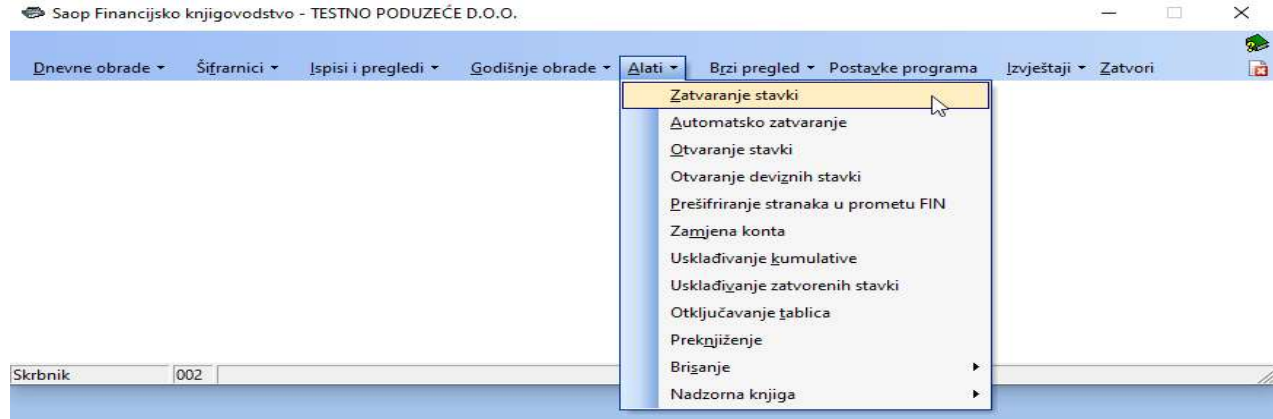 Saop Financijsko knjigovodstvo - TESTNO PODUZEĆE D.O.O.
Dnevne obrade Šifrarnici Ispisi i pregledi Godišnje obrade Alati Brzi pregled Postavke programa Izvještaji Zatvori
Zatvaranje stavki
Automatsko zatvaranje
Otvaranje stavki
Otvaranje deviznih stavki
Prešifriranje stranaka u prometu FIN
Zamjena konta
Usklađivanje kumulative
Usklađivanje zatvorenih stavki
Otključavanje tablica
Preknjiženje
Brisanje
Nadzorna knjiga
Skrbnik 002